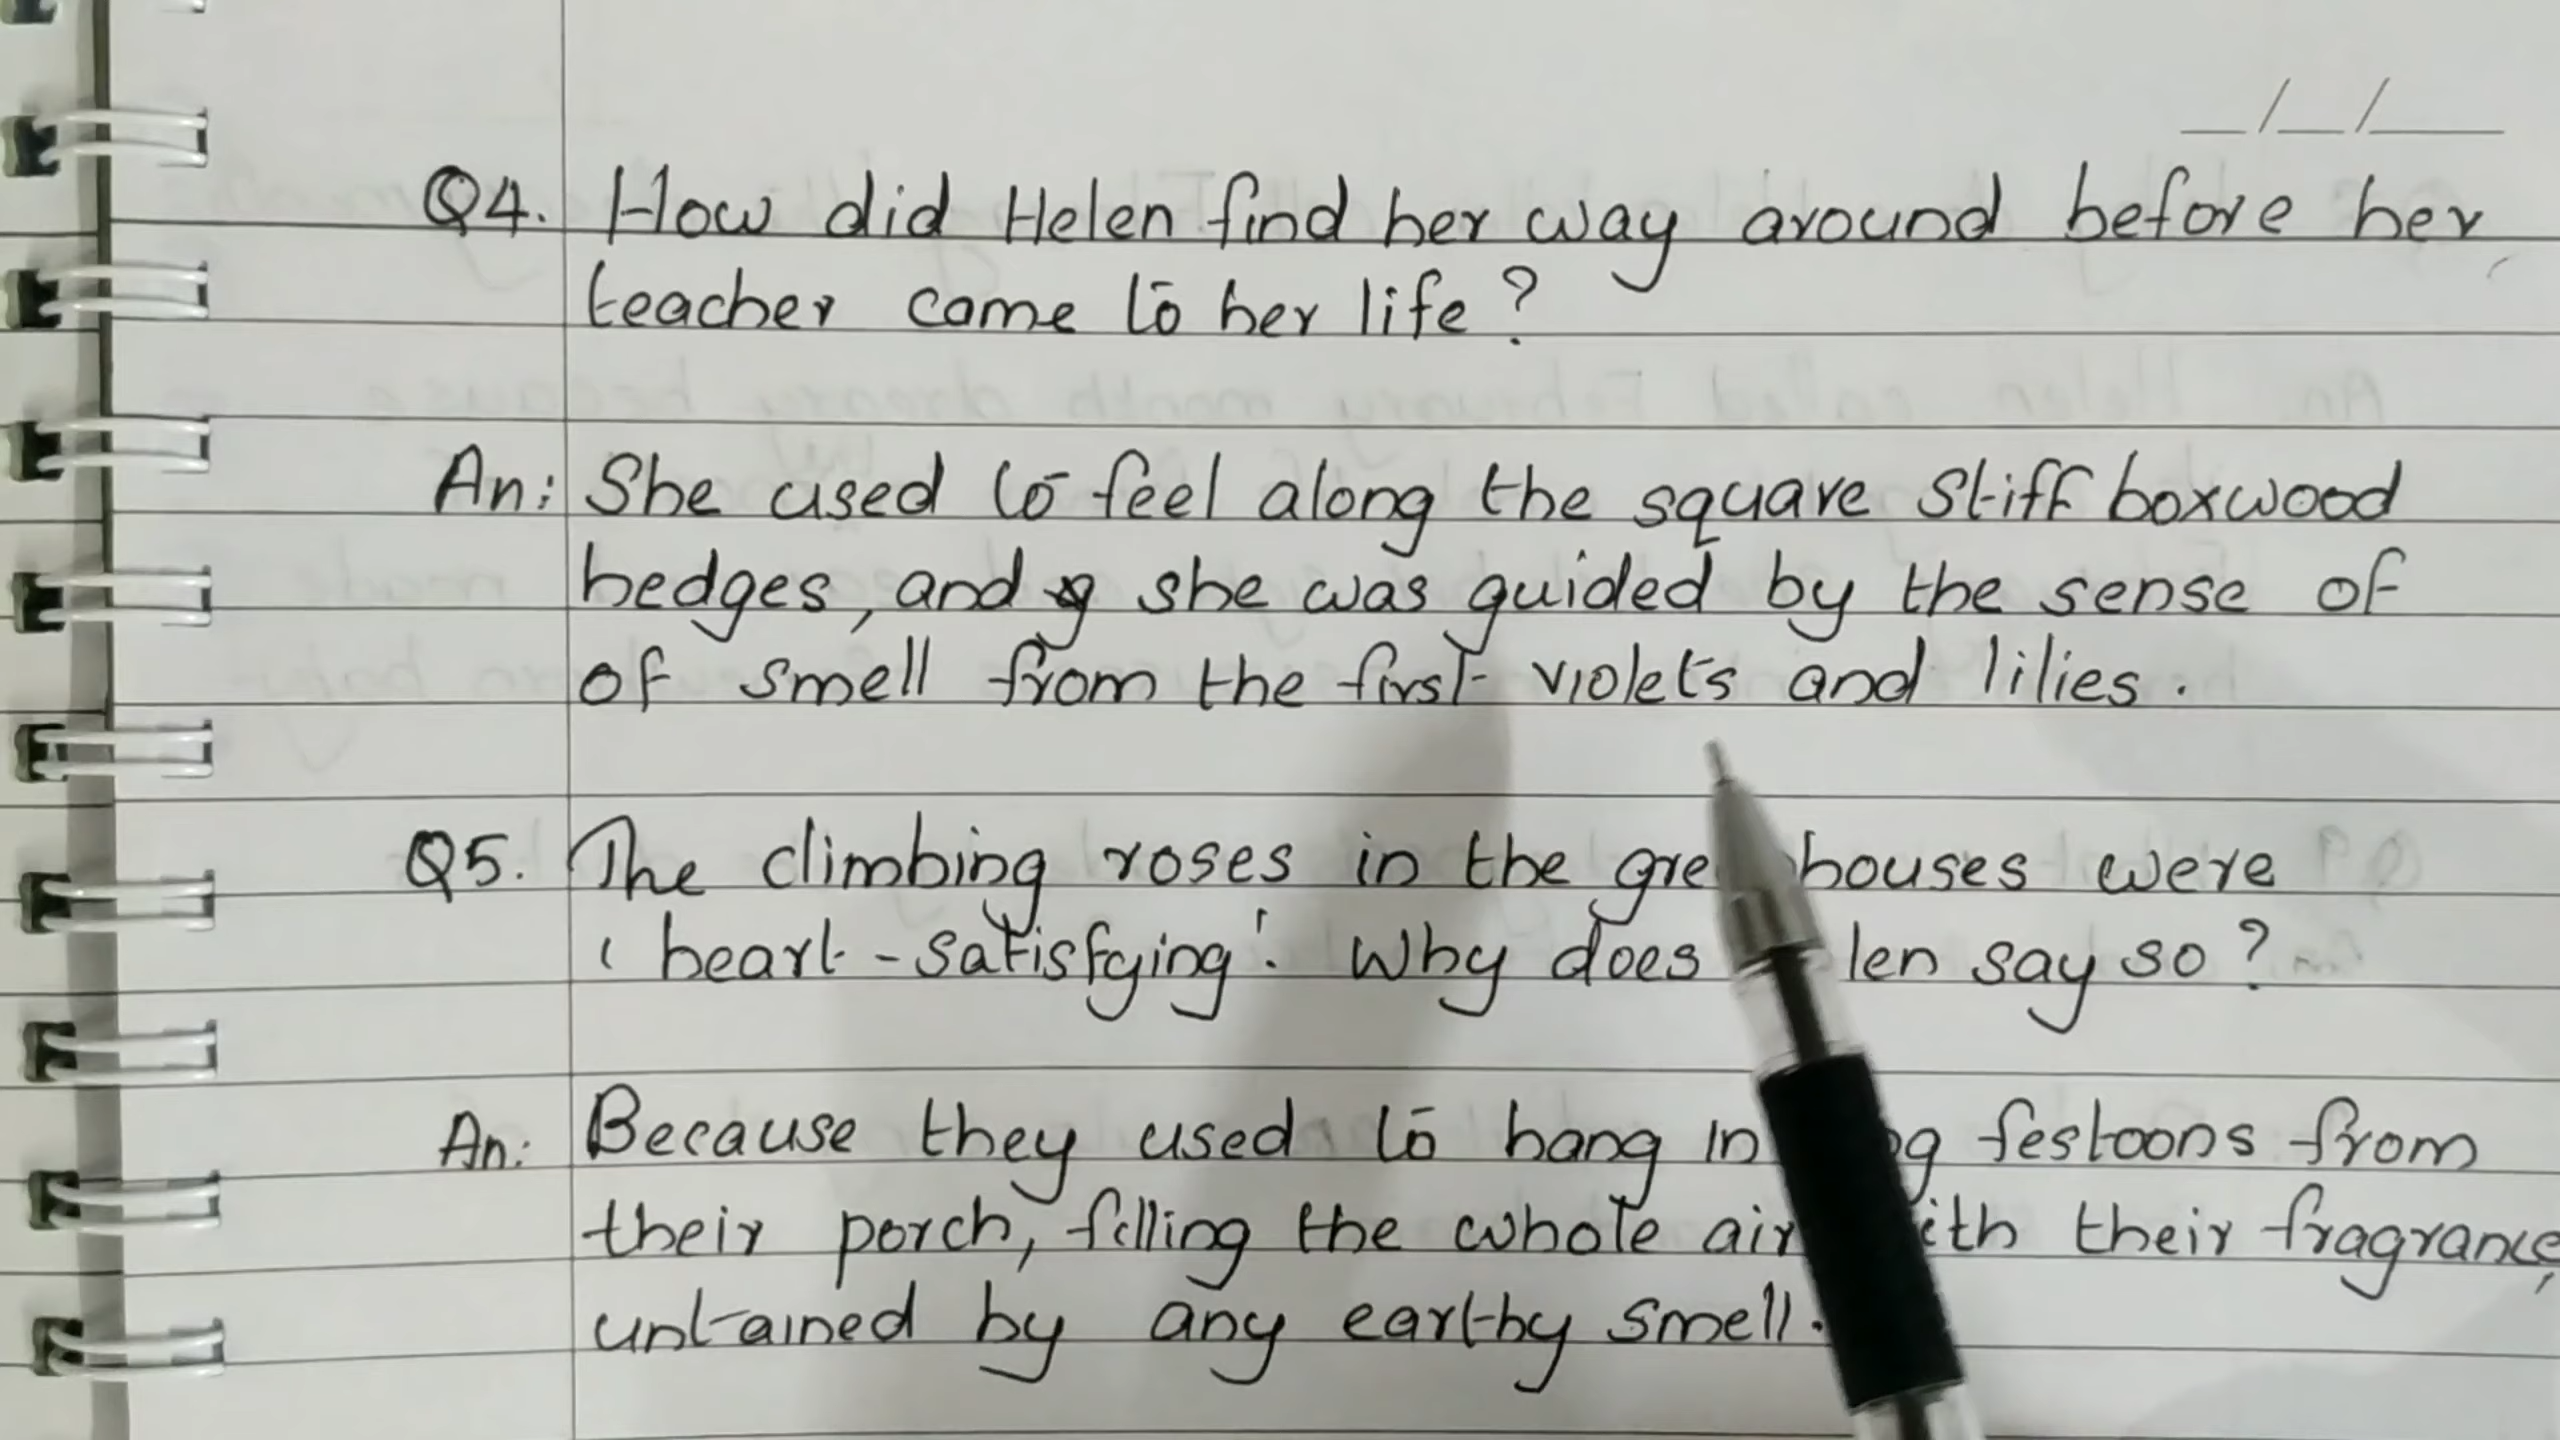 Q4. How did Helen find her way around before her
teacher came to her life?
An: She used to feel along the square stiff boxwood
hedges, and she was guided by the sense of
of smell from the first violets and lilies.
Q5. The climbing roses in the gre houses were
'heart-satisfying'. Why does len say so?
An: Because they used to hang in festoons from
their porch, filling the whole air ith their fragrance,
untained by any earthy smell.